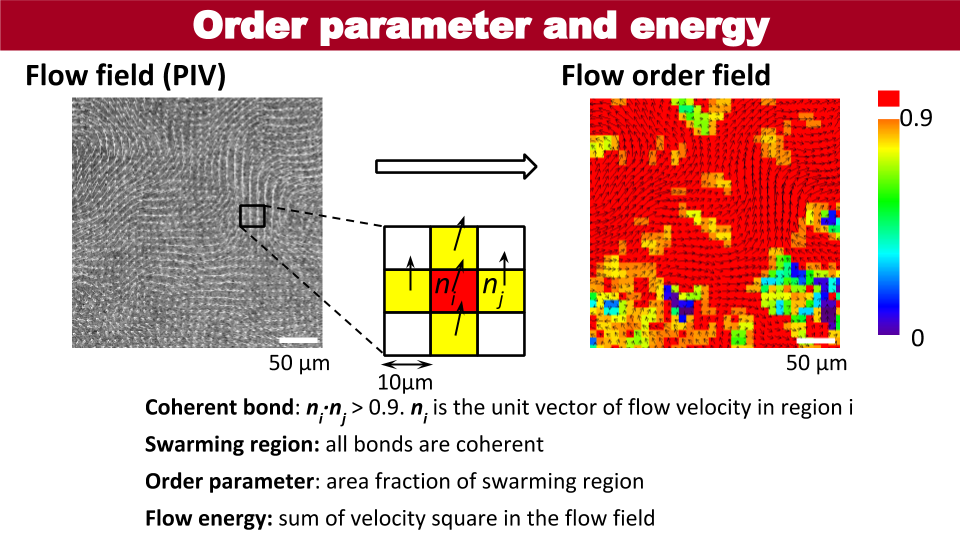 Order parameter and energy
Flow field (PIV)
Flow order field
0.9
n_i
n_j
0
50 μm
50 μm
10μm
Coherent bond: n_i·n_j > 0.9. n_i is the unit vector of flow velocity in region i
Swarming region: all bonds are coherent
Order parameter: area fraction of swarming region
Flow energy: sum of velocity square in the flow field